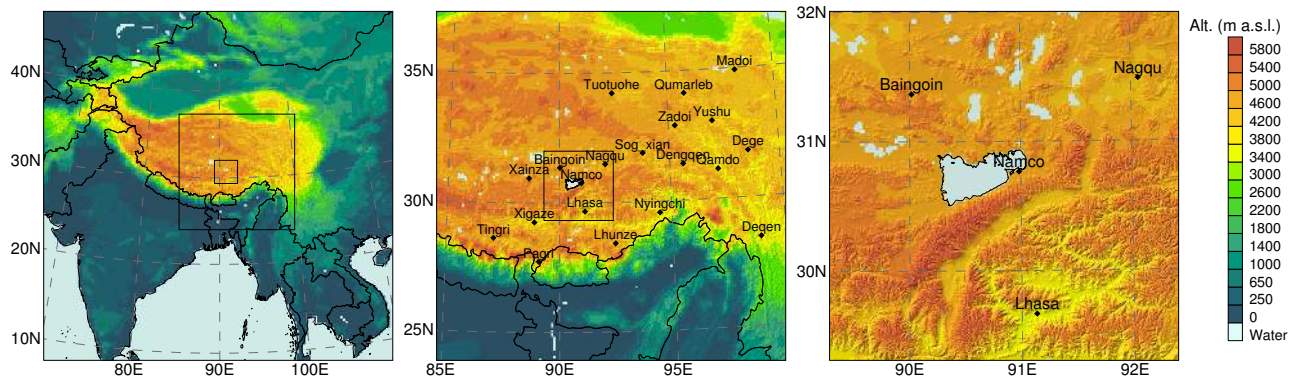 40N
30N
20N
10N
80E
90E
100E
35N
30N
25N
85E
90E
95E
Madoi
Tuotuohe
Qumarleb
Zadoi
Yushu
Sog_xian
Dege
Baingoin
Nagqu
Dengqen
Qamdo
Xainza
Namco
Lhasa
Nyingchi
Xigaze
Tingri
Lhunze
Deqen
Pagri
32N
31N
30N
90E
91E
92E
Nagqu
Baingoin
Namco
Lhasa
Alt. (m a.s.l.)
5800
5400
5000
4600
4200
3800
3400
3000
2600
2200
1800
1400
1000
650
250
0
Water